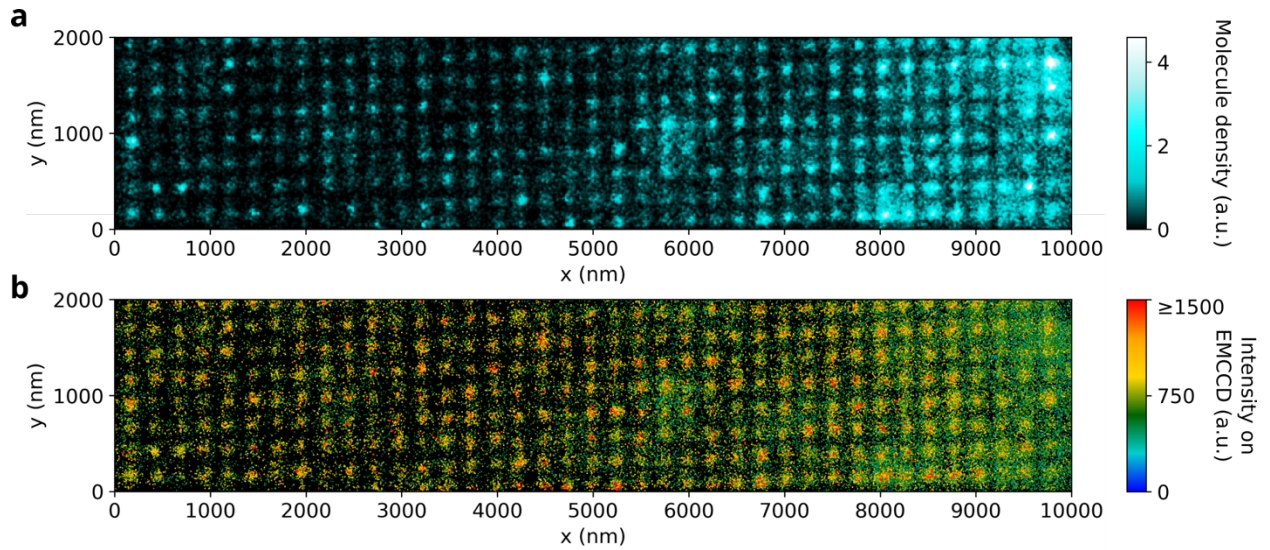 a
2000
1000
0
y (nm)
0 1000 2000 3000 4000 5000 6000 7000 8000 9000 10000
x (nm)
4
2
0
Molecule density (a.u.)
b
2000
1000
0
y (nm)
0 1000 2000 3000 4000 5000 6000 7000 8000 9000 10000
x (nm)
≥1500
750
0
Intensity on
EMCCD (a.u.)